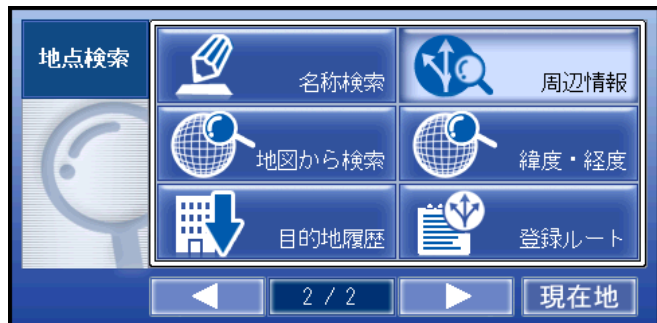 地点検索
名称検索
周辺情報
地図から検索
緯度・経度
目的地履歴
登録ルート
2 / 2
現在地